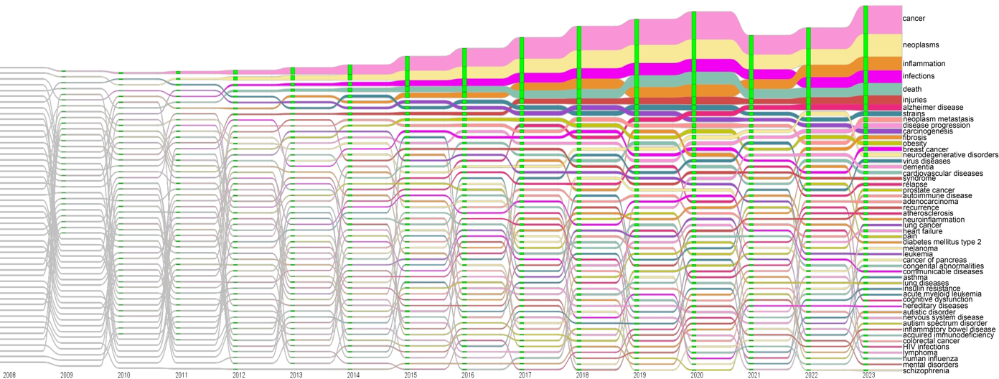 cancer
neoplasms
inflammation
infections
death
injuries
alzheimer disease
strains
neoplasm metastasis
disease progression
carcinogenesis
fibrosis
obesity
breast cancer
neurodegenerative disorders
virus diseases
dementia
cardiovascular diseases
syndrome
relapse
prostate cancer
autoimmune disease
adenocarcinoma
recurrence
atherosclerosis
neuroinflammation
lung cancer
heart failure
pain
diabetes mellitus type 2
melanoma
leukemia
cancer of pancreas
congenital abnormalities
communicable diseases
asthma
lung diseases
insulin resistance
acute myeloid leukemia
cognitive dysfunction
hereditary diseases
autistic disorder
nervous system disease
autism spectrum disorder
inflammatory bowel disease
acquired immunodeficiency
colorectal cancer
HIV infections
lymphoma
human influenza
mental disorders
schizophrenia
2008 2009 2010 2011 2012 2013 2014 2015 2016 2017 2018 2019 2020 2021 2022 2023